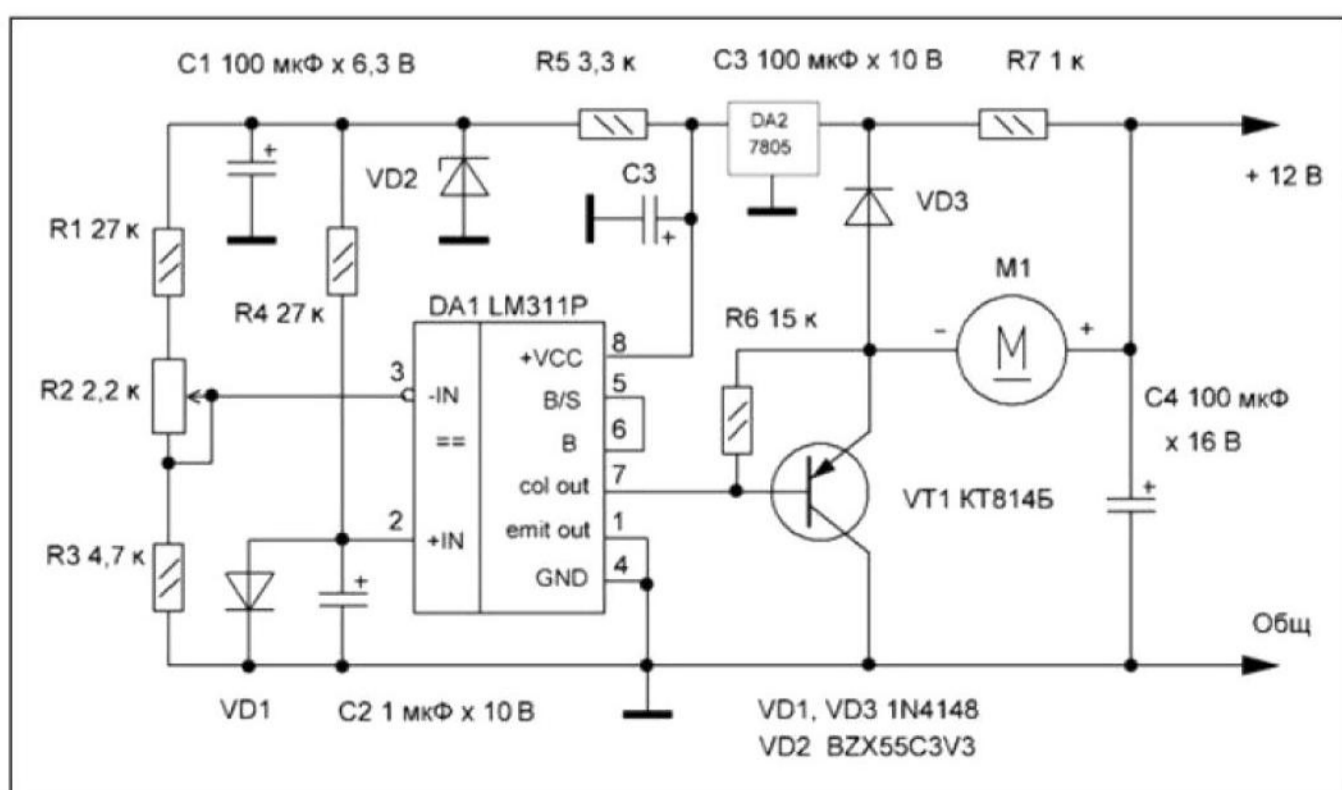 C1 100 мкФ x 6,3 В
R5 3,3 к
C3 100 мкФ x 10 В
R7 1 к
DA2
7805
+ 12 В
VD2
C3
+
VD3
R1 27 к
+
M1
R4 27 к
DA1 LM311P
R6 15 к
- +
M
+VCC 8
3
-IN
B/S 5
R2 2,2 к
C4 100 мкФ
x 16 В
==
B 6
col out 7
+
VT1 КТ814Б
2
+IN
emit out 1
R3 4,7 к
+
GND 4
Общ
VD1
C2 1 мкФ x 10 В
VD1, VD3 1N4148
VD2 BZX55C3V3